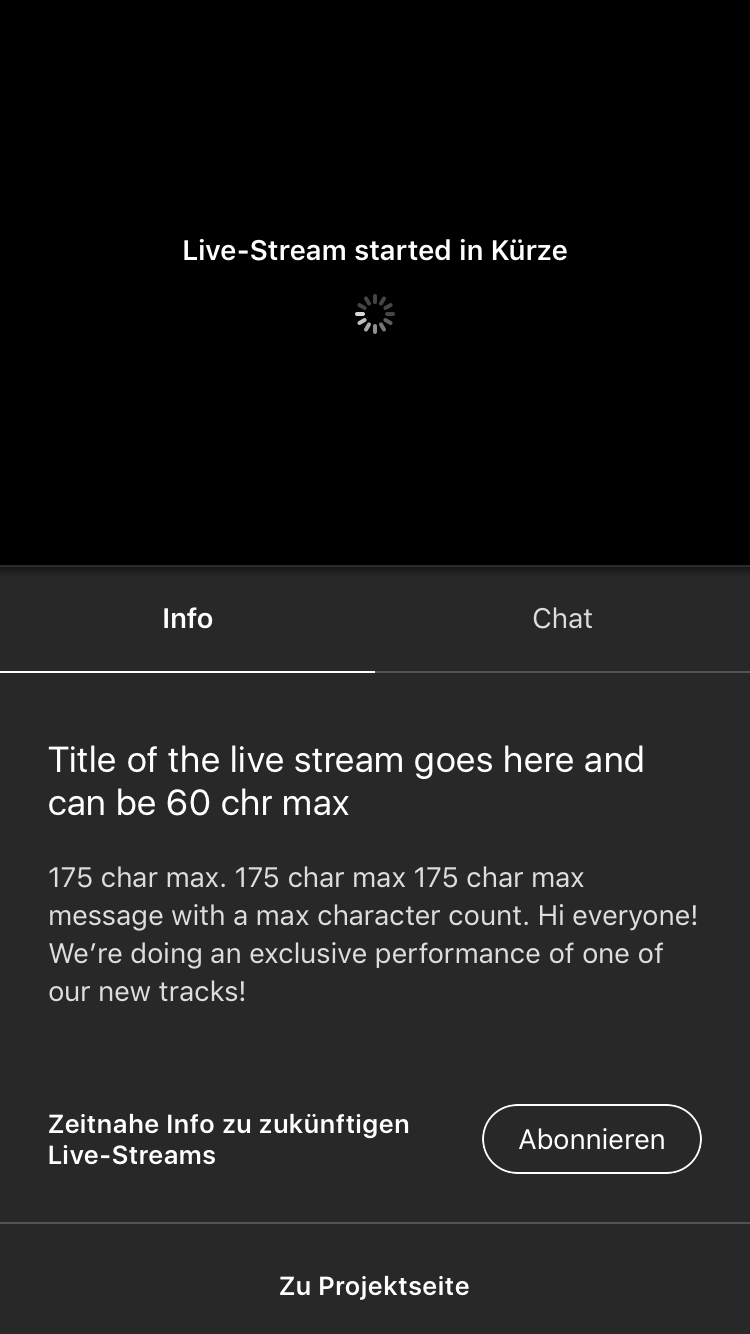 Live-Stream started in Kürze
Info
Chat
Title of the live stream goes here and
can be 60 chr max
175 char max. 175 char max 175 char max
message with a max character count. Hi everyone!
We’re doing an exclusive performance of one of
our new tracks!
Zeitnahe Info zu zukünftigen
Live-Streams
Abonnieren
Zu Projektseite